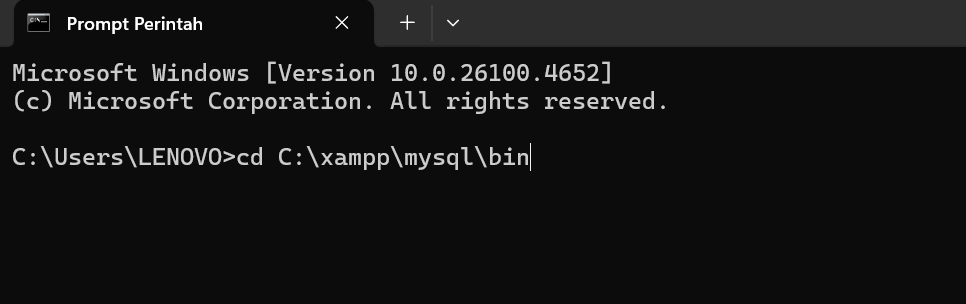 Prompt Perintah
Microsoft Windows [Version 10.0.26100.4652]
(c) Microsoft Corporation. All rights reserved.
C:\Users\LENOVO>cd C:\xampp\mysql\bin